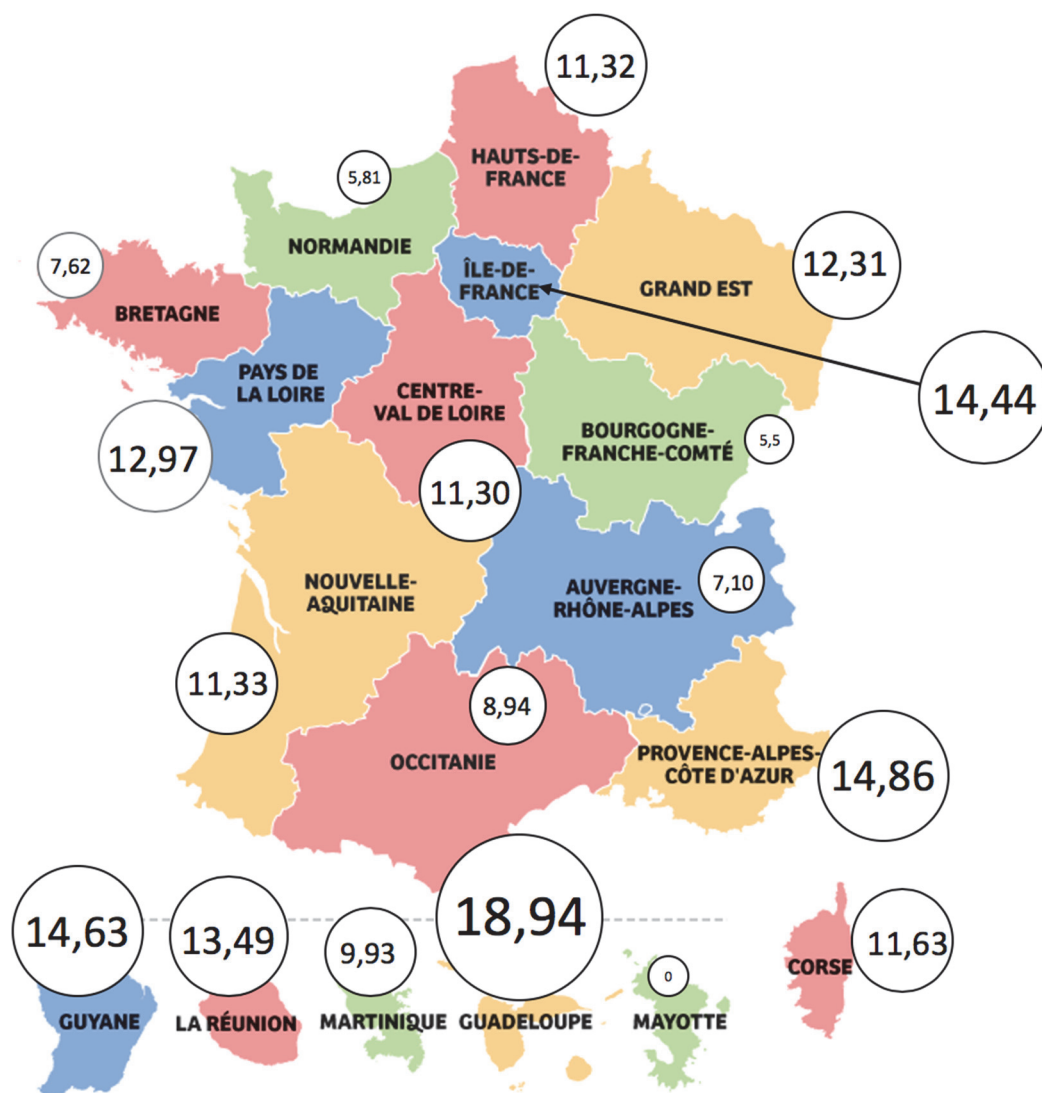 11,32
HAUTS-DE-
FRANCE
5,81
NORMANDIE
7,62
BRETAGNE
ÎLE-DE-
FRANCE
12,31
GRAND EST
PAYS DE
LA LOIRE
CENTRE-
VAL DE LOIRE
14,44
12,97
BOURGOGNE-
FRANCHE-COMTÉ
5,5
11,30
NOUVELLE-
AQUITAINE
AUVERGNE-
RHÔNE-ALPES
7,10
11,33
8,94
OCCITANIE
PROVENCE-ALPES-
CÔTE D'AZUR
14,86
14,63
13,49
9,93
18,94
0
11,63
CORSE
GUYANE
LA RÉUNION
MARTINIQUE
GUADELOUPE
MAYOTTE